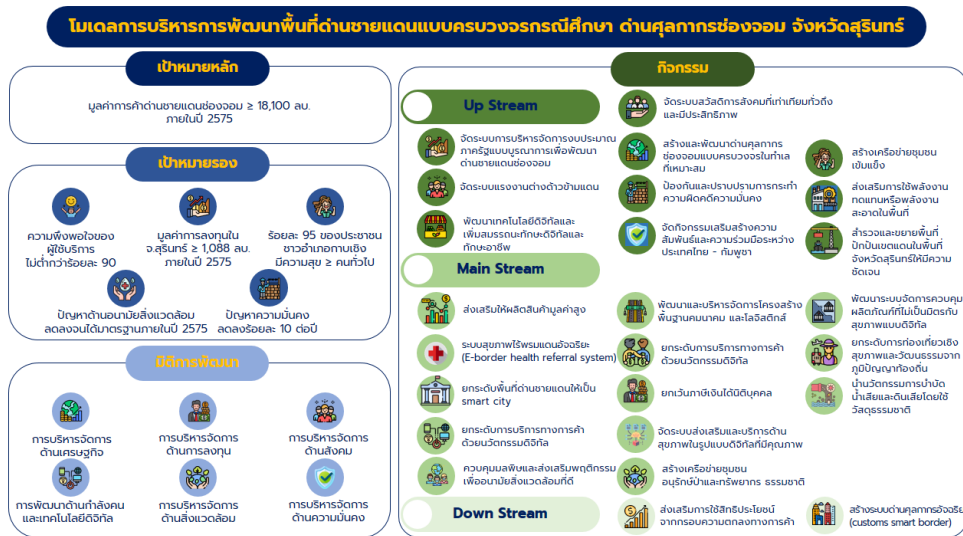 โมเดลการบริหารการพัฒนาพื้นที่ด่านชายแดนแบบครบวงจรกรณีศึกษา ด่านศุลกากรช่องจอม จังหวัดสุรินทร์
เป้าหมายหลัก
มูลค่าการค้าด่านชายแดนช่องจอม ≥ 18,100 ลบ.
ภายในปี 2575
เป้าหมายรอง
ความพึงพอใจของ
ผู้ใช้บริการ
ไม่ต่ำกว่าร้อยละ 90
มูลค่าการลงทุนใน
จ.สุรินทร์ ≥ 1,088 ลบ.
ภายในปี 2575
ร้อยละ 95 ของประชาชน
ชาวอำเภอกาบเชิง
มีความสุข ≥ คนทั่วไป
ปัญหาด้านอนามัยสิ่งแวดล้อม
ลดลงจนได้มาตรฐานภายในปี 2575
ปัญหาความมั่นคง
ลดลงร้อยละ 10 ต่อปี
มิติการพัฒนา
การบริหารจัดการ
ด้านเศรษฐกิจ
การบริหารจัดการ
ด้านการลงทุน
การบริหารจัดการ
ด้านสังคม
การพัฒนาด้านกำลังคน
และเทคโนโลยีดิจิทัล
การบริหารจัดการ
ด้านสิ่งแวดล้อม
การบริหารจัดการ
ด้านความมั่นคง
กิจกรรม
Up Stream
จัดระบบการบริหารจัดการงบประมาณ
ภาครัฐแบบบูรณาการเพื่อพัฒนา
ด่านชายแดนช่องจอม
จัดระบบแรงงานต่างด้าวข้ามแดน
พัฒนาเทคโนโลยีดิจิทัลและ
เพิ่มสมรรถนะทักษะดิจิทัลและ
ทักษะอาชีพ
จัดระบบสวัสดิการสังคมที่เท่าเทียมทั่วถึง
และมีประสิทธิภาพ
สร้างและพัฒนาด่านศุลกากร
ช่องจอมแบบครบวงจรในทำเล
ที่เหมาะสม
ป้องกันและปราบปรามการกระทำ
ความผิดคดีความมั่นคง
จัดกิจกรรมเสริมสร้างความ
สัมพันธ์และความร่วมมือระหว่าง
ประเทศไทย - กัมพูชา
สร้างเครือข่ายชุมชน
เข้มแข็ง
ส่งเสริมการใช้พลังงาน
ทดแทนหรือพลังงาน
สะอาดในพื้นที่
สำรวจและขยายพื้นที่
ปักปันเขตแดนในพื้นที่
จังหวัดสุรินทร์ให้มีความ
ชัดเจน
Main Stream
ส่งเสริมให้ผลิตสินค้ามูลค่าสูง
ระบบสุขภาพไร้พรมแดนอัจฉริยะ
(E-border health referral system)
ยกระดับพื้นที่ด่านชายแดนให้เป็น
smart city
ยกระดับการบริการทางการค้า
ด้วยนวัตกรรมดิจิทัล
ควบคุมมลพิษและส่งเสริมพฤติกรรม
เพื่ออนามัยสิ่งแวดล้อมที่ดี
พัฒนาและบริหารจัดการโครงสร้าง
พื้นฐานคมนาคม และโลจิสติกส์
ยกระดับการบริการทางการค้า
ด้วยนวัตกรรมดิจิทัล
ยกเว้นภาษีเงินได้นิติบุคคล
จัดระบบส่งเสริมและบริการด้าน
สุขภาพในรูปแบบดิจิทัลที่มีคุณภาพ
สร้างเครือข่ายชุมชน
อนุรักษ์ป่าและทรัพยากร ธรรมชาติ
พัฒนาระบบจัดการควบคุม
ผลิตภัณฑ์ที่ไม่เป็นมิตรกับ
สุขภาพแบบดิจิทัล
ยกระดับการท่องเที่ยวเชิง
สุขภาพและวัฒนธรรมจาก
ภูมิปัญญาท้องถิ่น
นำนวัตกรรมการบำบัด
น้ำเสียและดินเสียโดยใช้
วัสดุธรรมชาติ
Down Stream
ส่งเสริมการใช้สิทธิประโยชน์
จากกรอบความตกลงทางการค้า
สร้างระบบด่านศุลกากรอัจฉริยะ
(customs smart border)